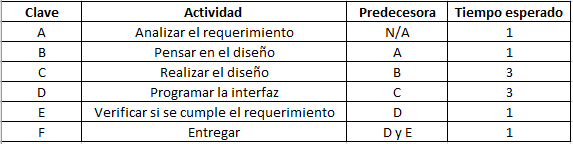 Clave Actividad Predecesora Tiempo esperado
A Analizar el requerimiento N/A 1
B Pensar en el diseño A 1
C Realizar el diseño B 3
D Programar la interfaz C 3
E Verificar si se cumple el requerimiento D 1
F Entregar D y E 1